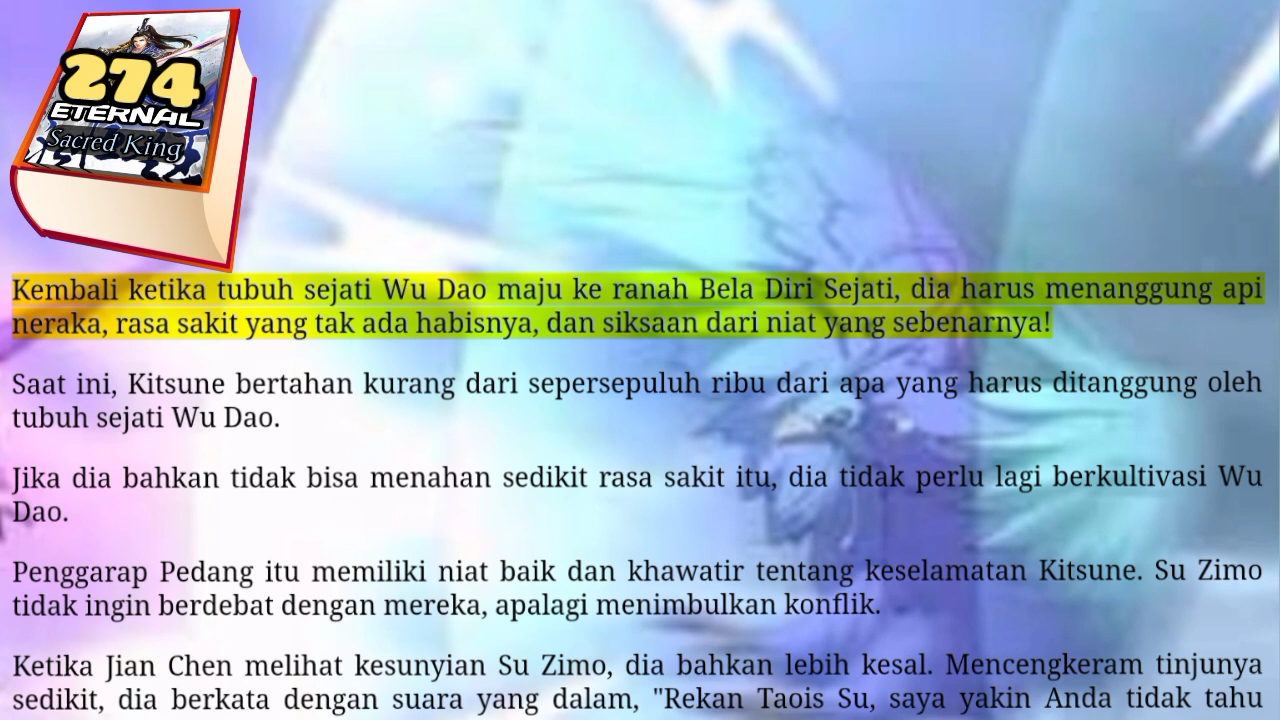 274
ETERNAL
Sacred King
Kembali ketika tubuh sejati Wu Dao maju ke ranah Bela Diri Sejati, dia harus menanggung api
neraka, rasa sakit yang tak ada habisnya, dan siksaan dari niat yang sebenarnya!
Saat ini, Kitsune bertahan kurang dari sepersepuluh ribu dari apa yang harus ditanggung oleh
tubuh sejati Wu Dao.
Jika dia bahkan tidak bisa menahan sedikit rasa sakit itu, dia tidak perlu lagi berkultivasi Wu
Dao.
Penggarap Pedang itu memiliki niat baik dan khawatir tentang keselamatan Kitsune. Su Zimo
tidak ingin berdebat dengan mereka, apalagi menimbulkan konflik.
Ketika Jian Chen melihat kesunyian Su Zimo, dia bahkan lebih kesal. Mencengkeram tinjunya
sedikit, dia berkata dengan suara yang dalam, "Rekan Taois Su, saya yakin Anda tidak tahu